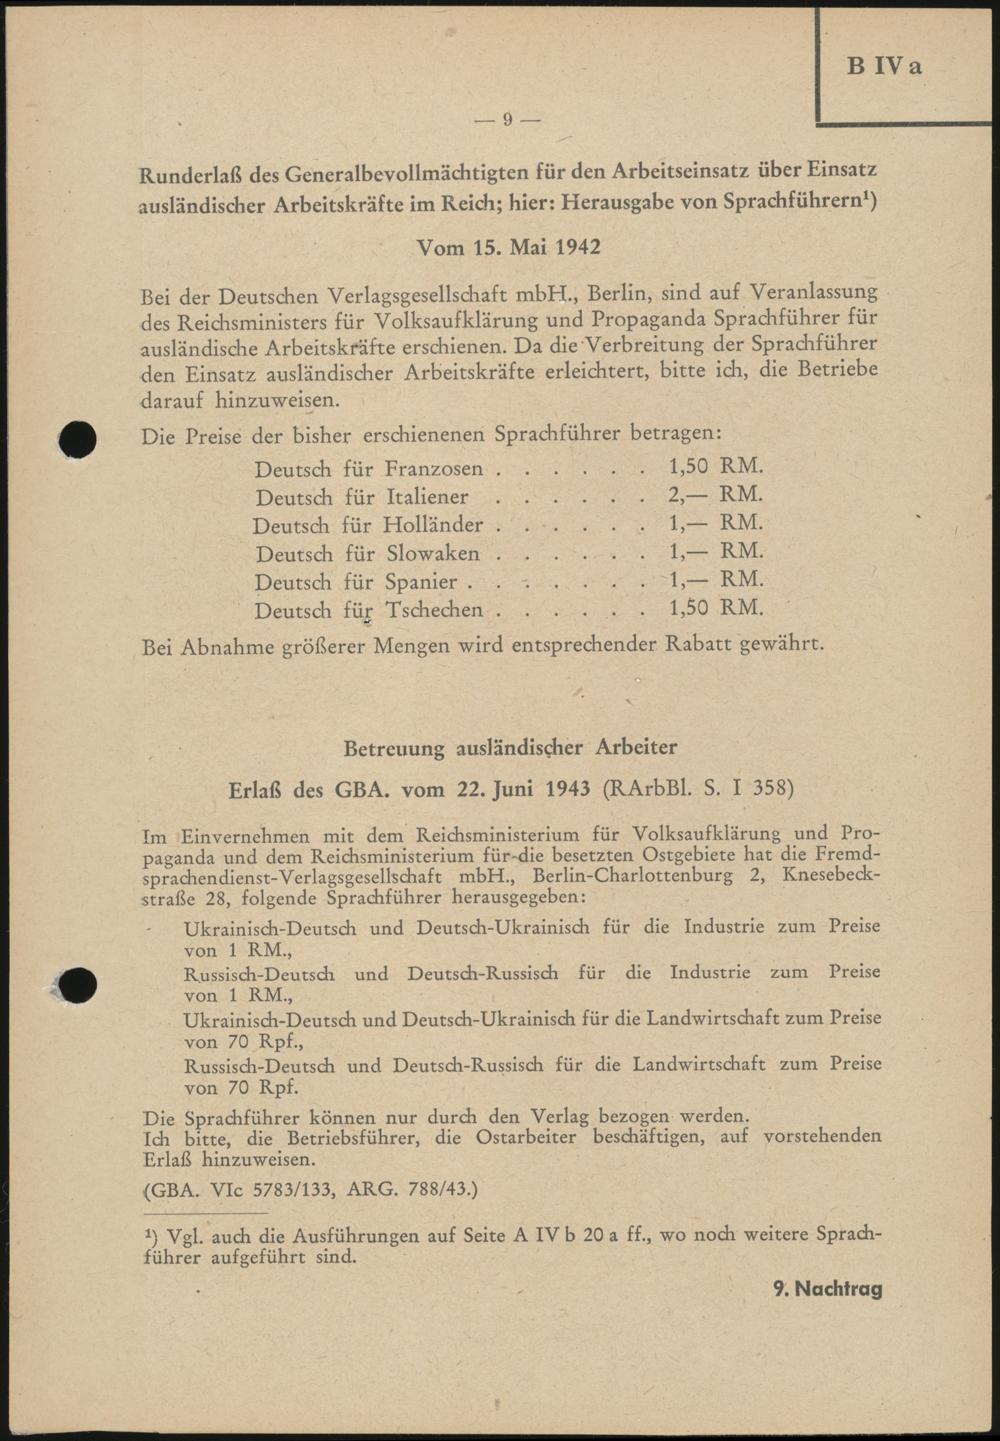 B IV a
— 9 —
Runderlaß des Generalbevollmächtigten für den Arbeitseinsatz über Einsatz
ausländischer Arbeitskräfte im Reich; hier: Herausgabe von Sprachführern¹)
Vom 15. Mai 1942
Bei der Deutschen Verlagsgesellschaft mbH., Berlin, sind auf Veranlassung
des Reichsministers für Volksaufklärung und Propaganda Sprachführer für
ausländische Arbeitskräfte erschienen. Da die Verbreitung der Sprachführer
den Einsatz ausländischer Arbeitskräfte erleichtert, bitte ich, die Betriebe
darauf hinzuweisen.
Die Preise der bisher erschienenen Sprachführer betragen:
Deutsch für Franzosen . . . . . . 1,50 RM.
Deutsch für Italiener . . . . . . 2,— RM.
Deutsch für Holländer . . . . . . 1,— RM.
Deutsch für Slowaken . . . . . . 1,— RM.
Deutsch für Spanier . . . . . . . 1,— RM.
Deutsch für Tschechen . . . . . . 1,50 RM.
Bei Abnahme größerer Mengen wird entsprechender Rabatt gewährt.
Betreuung ausländischer Arbeiter
Erlaß des GBA. vom 22. Juni 1943 (RArbBl. S. I 358)
Im Einvernehmen mit dem Reichsministerium für Volksaufklärung und Pro-
paganda und dem Reichsministerium für die besetzten Ostgebiete hat die Fremd-
sprachendienst-Verlagsgesellschaft mbH., Berlin-Charlottenburg 2, Knesebeck-
straße 28, folgende Sprachführer herausgegeben:
Ukrainisch-Deutsch und Deutsch-Ukrainisch für die Industrie zum Preise
von 1 RM.,
Russisch-Deutsch und Deutsch-Russisch für die Industrie zum Preise
von 1 RM.,
Ukrainisch-Deutsch und Deutsch-Ukrainisch für die Landwirtschaft zum Preise
von 70 Rpf.,
Russisch-Deutsch und Deutsch-Russisch für die Landwirtschaft zum Preise
von 70 Rpf.
Die Sprachführer können nur durch den Verlag bezogen werden.
Ich bitte, die Betriebsführer, die Ostarbeiter beschäftigen, auf vorstehenden
Erlaß hinzuweisen.
(GBA. VIc 5783/133, ARG. 788/43.)
¹) Vgl. auch die Ausführungen auf Seite A IV b 20 a ff., wo noch weitere Sprach-
führer aufgeführt sind.
9. Nachtrag